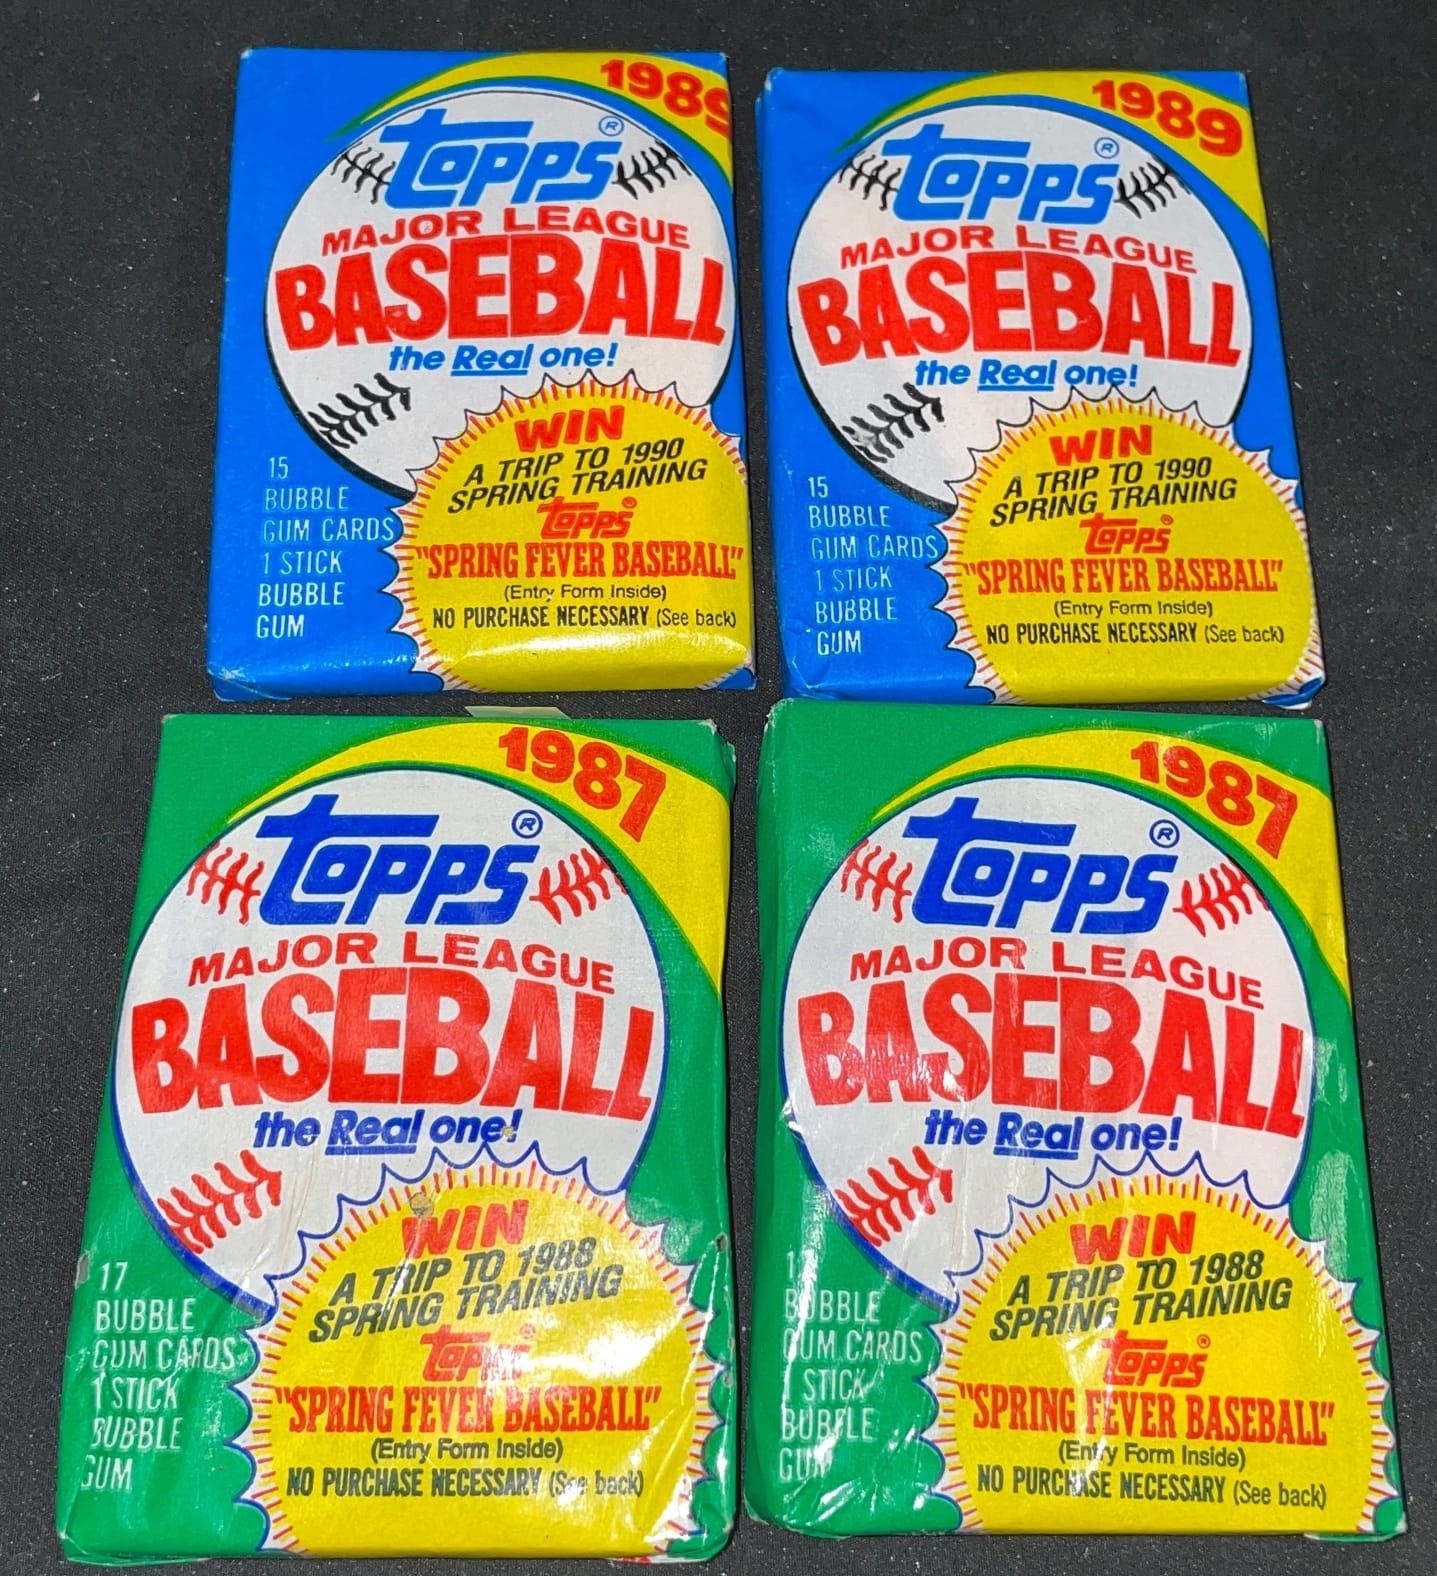 1989
TOPPS®
MAJOR LEAGUE
BASEBALL
the Real one!
15
BUBBLE
GUM CARDS
1 STICK
BUBBLE
GUM
WIN
A TRIP TO 1990
SPRING TRAINING
TOPPS®
"SPRING FEVER BASEBALL"
(Entry Form Inside)
NO PURCHASE NECESSARY (See back)
1989
TOPPS®
MAJOR LEAGUE
BASEBALL
the Real one!
15
BUBBLE
GUM CARDS
1 STICK
BUBBLE
GUM
WIN
A TRIP TO 1990
SPRING TRAINING
TOPPS®
"SPRING FEVER BASEBALL"
(Entry Form Inside)
NO PURCHASE NECESSARY (See back)
1987
TOPPS®
MAJOR LEAGUE
BASEBALL
the Real one!
17
BUBBLE
GUM CARDS
1 STICK
BUBBLE
GUM
WIN
A TRIP TO 1988
SPRING TRAINING
TOPPS®
"SPRING FEVER BASEBALL"
(Entry Form Inside)
NO PURCHASE NECESSARY (See back)
1987
TOPPS®
MAJOR LEAGUE
BASEBALL
the Real one!
BUBBLE
GUM CARDS
1 STICK
BUBBLE
GUM
WIN
A TRIP TO 1988
SPRING TRAINING
TOPPS®
"SPRING FEVER BASEBALL"
(Entry Form Inside)
NO PURCHASE NECESSARY (See back)